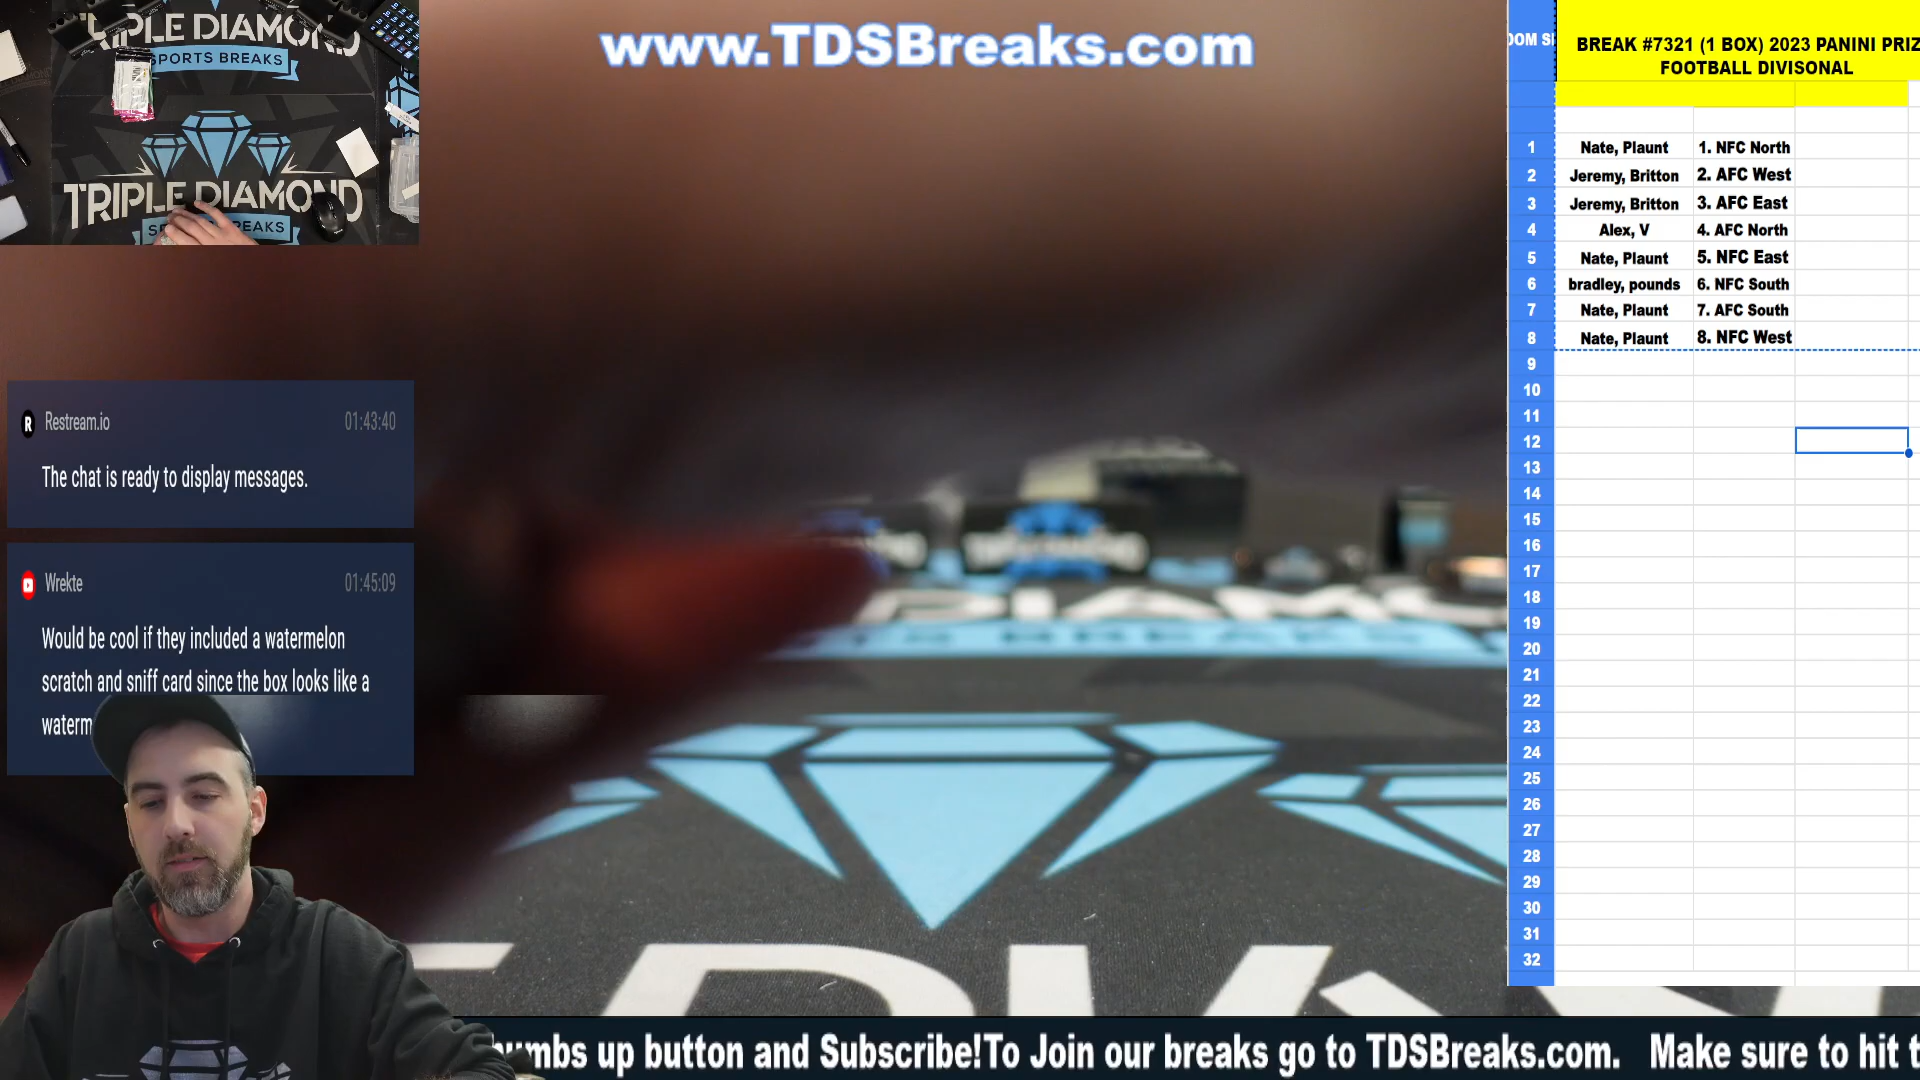 TRIPLE DIAMOND
SPORTS BREAKS
TRIPLE DIAMOND
www.TDSBreaks.com
BREAK #7321 (1 BOX) 2023 PANINI PRIZ
FOOTBALL DIVISONAL
1 Nate, Plaunt 1. NFC North
2 Jeremy, Britton 2. AFC West
3 Jeremy, Britton 3. AFC East
4 Alex, V 4. AFC North
5 Nate, Plaunt 5. NFC East
6 bradley, pounds 6. NFC South
7 Nate, Plaunt 7. AFC South
8 Nate, Plaunt 8. NFC West
9
10
11
12
13
14
15
16
17
18
19
20
21
22
23
24
25
26
27
28
29
30
31
32
Restream.io 01:43:40
The chat is ready to display messages.
Wrekte 01:45:09
Would be cool if they included a watermelon
scratch and sniff card since the box looks like a
waterm
umbs up button and Subscribe!To Join our breaks go to TDSBreaks.com. Make sure to hit t